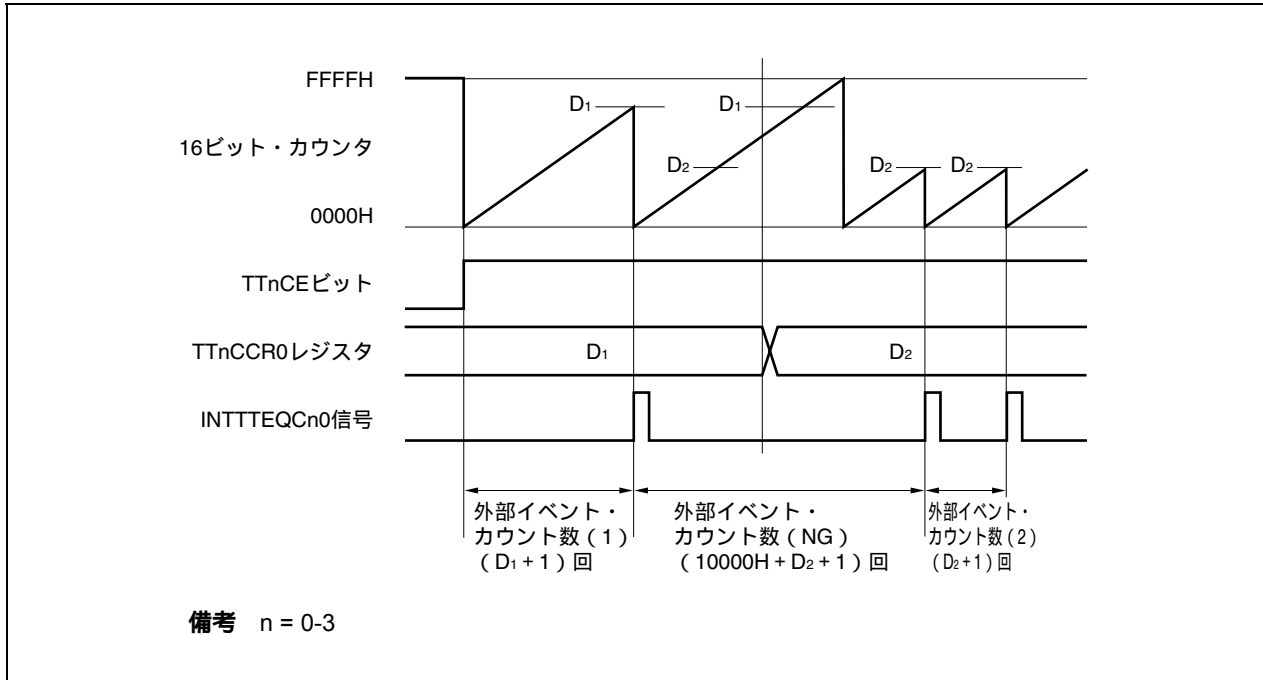 FFFFH
D1
D1
16ビット・カウンタ
D2
D2
D2
0000H
TTnCEビット
TTnCCR0レジスタ
D1
D2
INTTTEQCn0信号
外部イベント・
カウント数(1)
(D1+1)回
外部イベント・
カウント数(NG)
(10000H+D2+1)回
外部イベント・
カウント数(2)
(D2+1)回
備考 n = 0-3